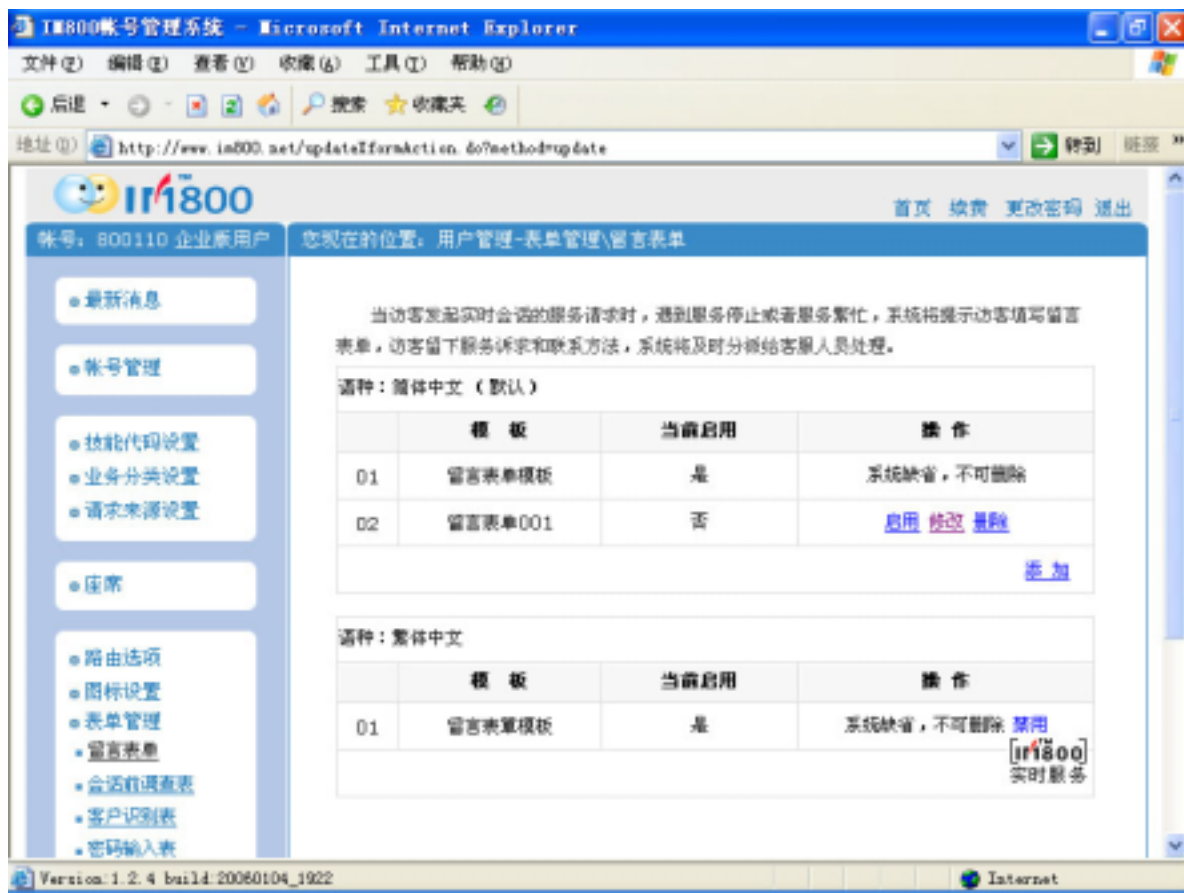 IM800帐号管理系统 - Microsoft Internet Explorer
文件(F) 编辑(E) 查看(V) 收藏(A) 工具(T) 帮助(H)
后退 搜索 收藏夹
地址(D) http://www.im800.net/updateIformAction.do?method=update 转到 链接 »
im800 TM
首页 续费 更改密码 退出
帐号：800110 企业版用户
您现在的位置：用户管理-表单管理\留言表单
最新消息
帐号管理
技能代码设置
业务分类设置
请求来源设置
座席
路由选项
图标设置
表单管理
留言表单
会话前调查表
客户识别表
密码输入表
当访客发起实时会话的服务请求时，遇到服务停止或者服务繁忙，系统将提示访客填写留言
表单，访客留下服务诉求和联系方法，系统将及时分派给客服人员处理。
语种：简体中文（默认）
模 板 当前启用 操 作
01 留言表单模板 是 系统缺省，不可删除
02 留言表单001 否 启用 修改 删除
添 加
语种：繁体中文
模 板 当前启用 操 作
01 留言表單模板 是 系统缺省，不可删除 禁用
im800 TM
实时服务
Version:1.2.4 build:20060104_1922 Internet